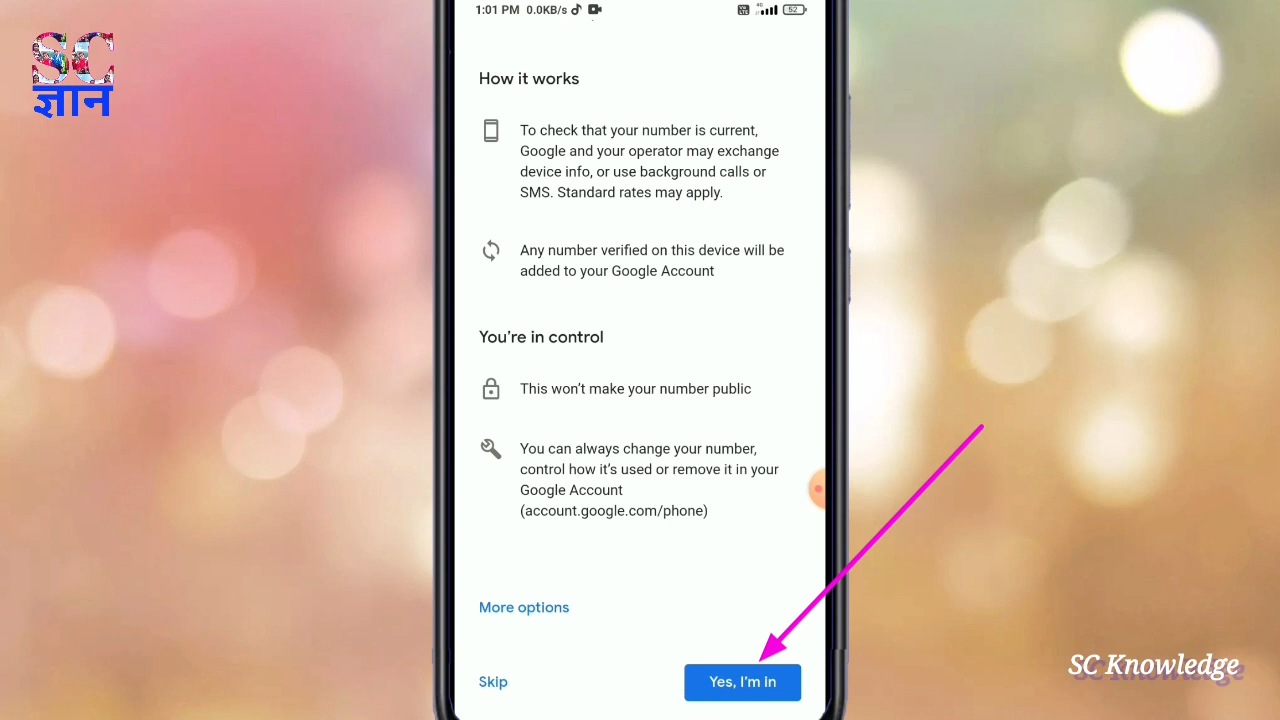 1:01 PM 0.0KB/s 4G 52
SC
ज्ञान
How it works
To check that your number is current,
Google and your operator may exchange
device info, or use background calls or
SMS. Standard rates may apply.
Any number verified on this device will be
added to your Google Account
You’re in control
This won’t make your number public
You can always change your number,
control how it’s used or remove it in your
Google Account
(account.google.com/phone)
More options
Skip
Yes, I’m in
SC Knowledge